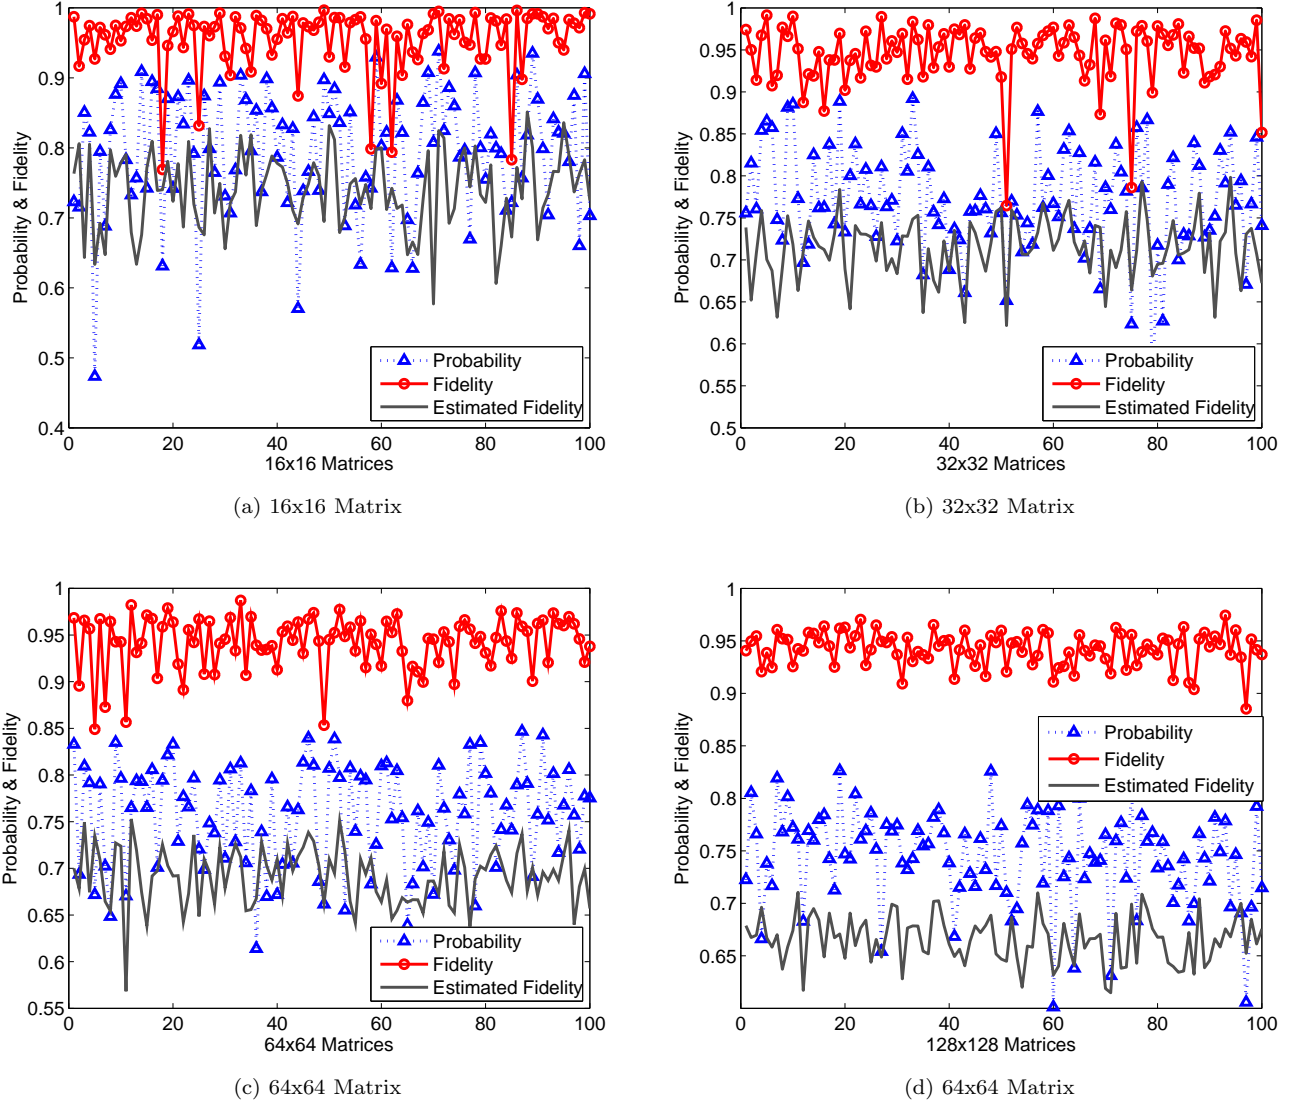 Probability & Fidelity
1
0.9
0.8
0.7
0.6
0.5
0.4
0 20 40 60 80 100
16x16 Matrices
Probability
Fidelity
Estimated Fidelity
(a) 16x16 Matrix
Probability & Fidelity
1
0.95
0.9
0.85
0.8
0.75
0.7
0.65
0.6
0.55
0.5
0 20 40 60 80 100
32x32 Matrices
Probability
Fidelity
Estimated Fidelity
(b) 32x32 Matrix
Probability & Fidelity
1
0.95
0.9
0.85
0.8
0.75
0.7
0.65
0.6
0.55
0 20 40 60 80 100
64x64 Matrices
Probability
Fidelity
Estimated Fidelity
(c) 64x64 Matrix
Probability & Fidelity
1
0.95
0.9
0.85
0.8
0.75
0.7
0.65
0 20 40 60 80 100
128x128 Matrices
Probability
Fidelity
Estimated Fidelity
(d) 64x64 Matrix